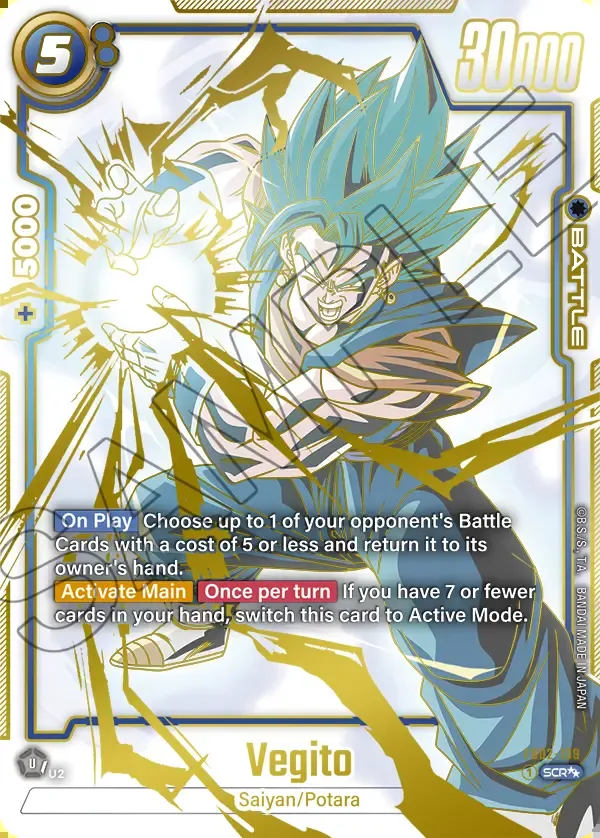 5
30000
+ 5000
BATTLE
SAMPLE
On Play Choose up to 1 of your opponent's Battle
Cards with a cost of 5 or less and return it to its
owner's hand.
Activate Main Once per turn If you have 7 or fewer
cards in your hand, switch this card to Active Mode.
©B.S./S., T.A. BANDAI MADE IN JAPAN
Vegito
U/U2
1 SCR★★
Saiyan/Potara